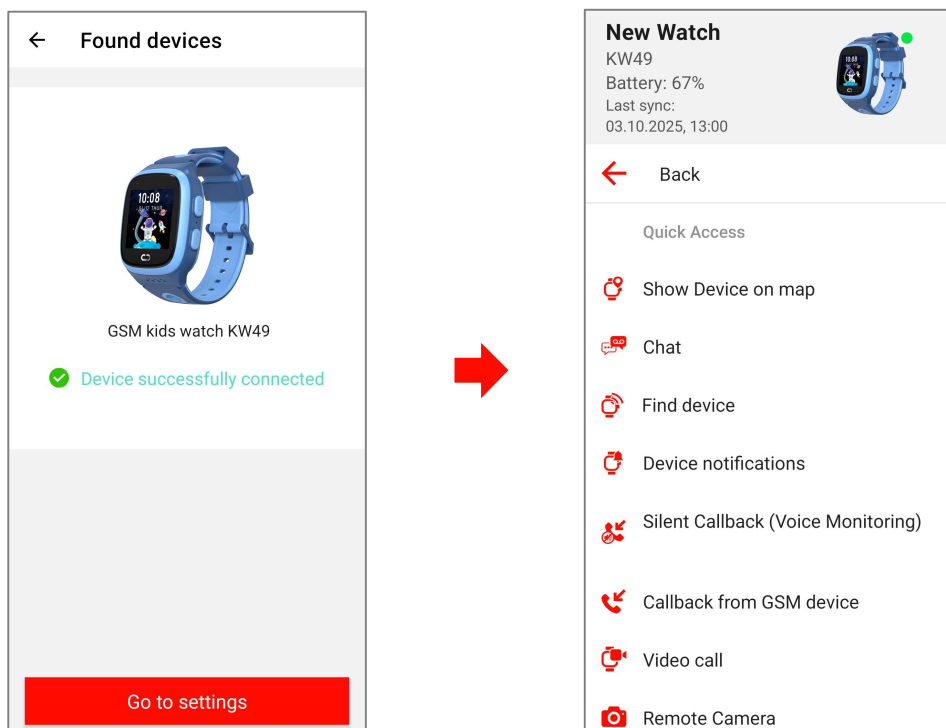 Found devices
10:08
GSM kids watch KW49
Device successfully connected
Go to settings
New Watch
KW49
Battery: 67%
Last sync:
03.10.2025, 13:00
10:08
Back
Quick Access
Show Device on map
Chat
Find device
Device notifications
Silent Callback (Voice Monitoring)
Callback from GSM device
Video call
Remote Camera